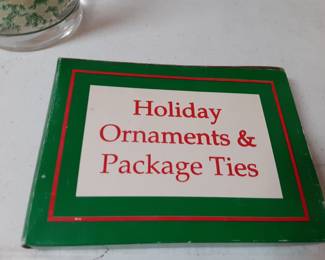 Holiday
Ornaments &
Package Ties